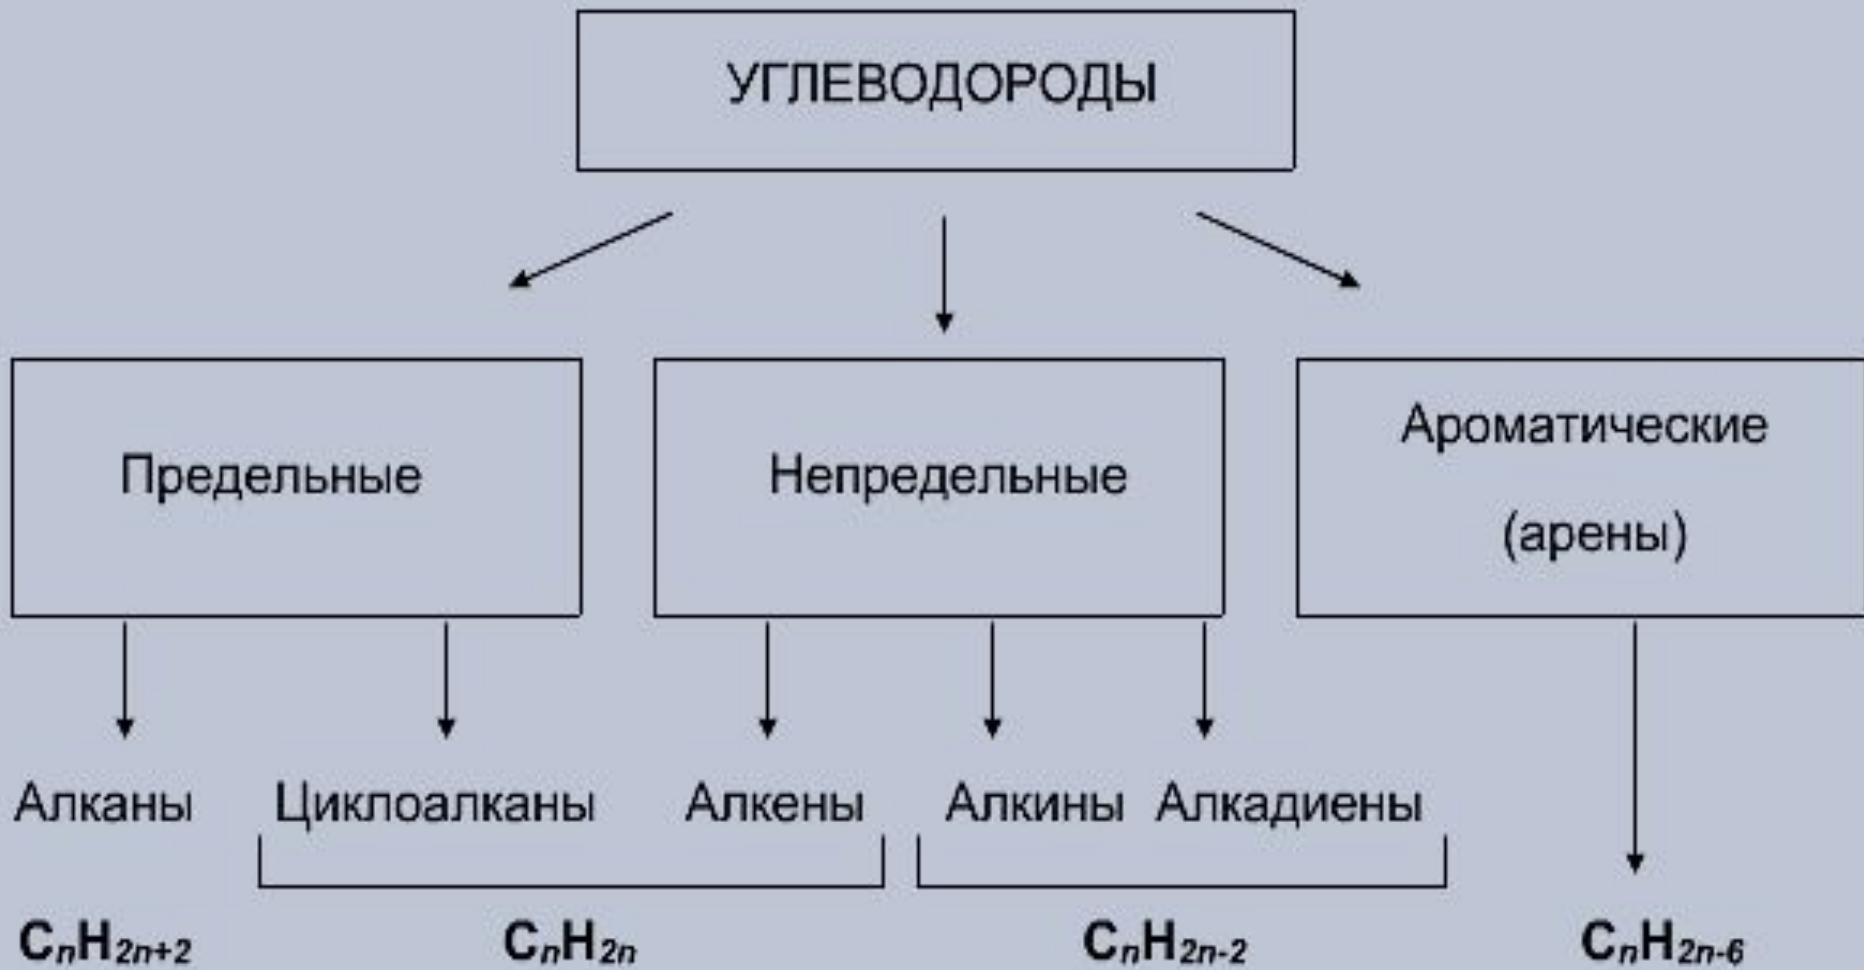 УГЛЕВОДОРОДЫ
Предельные
Непредельные
Ароматические
(арены)
Алканы Циклоалканы Алкены Алкины Алкадиены
CnH2n+2 CnH2n CnH2n-2 CnH2n-6